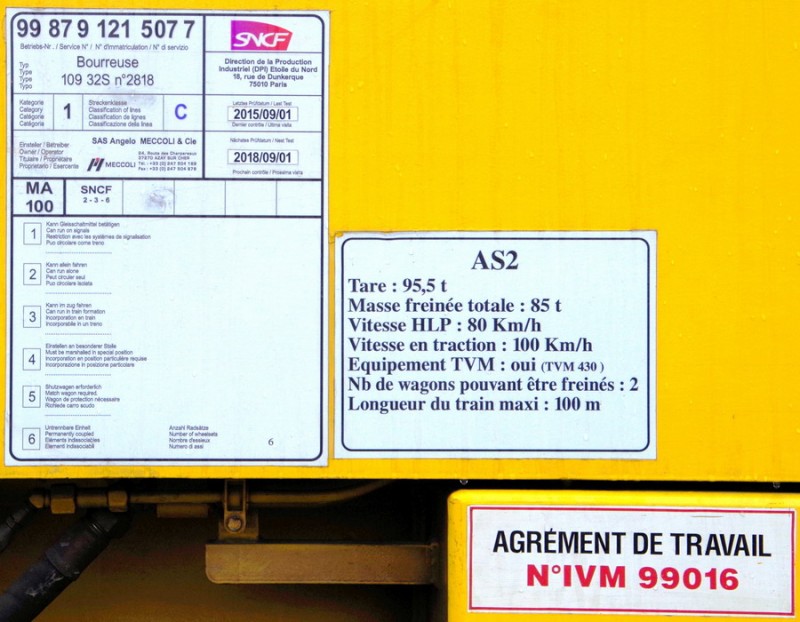 99 87 9 121 507 7
Betriebs-Nr. / Service N° / N° d'immatriculation / N° di servizio
Typ
Type
Type
Type
Bourreuse
109 32S n°2818
SNCF
Direction de la Production
Industriel (DPI) Etoile du Nord
18, rue de Dunkerque
75010 Paris
Kategorie
Category
Catégorie
Categoria
1
Streckenklasse
Classification of lines
Classification de lignes
Classificazione della linee
C
Letztes Prüfdatum / Last Test
2015/09/01
Dernier contrôle / Ultima visita
Einsteller / Betreiber
Owner / Operator
Titulaire / Propriétaire
Proprietario / Esercente
SAS Angelo MECCOLI & Cie
MECCOLI
Nächstes Prüfdatum / Next Test
2018/09/01
Prochain contrôle / Prossima visita
MA
100
SNCF
2 - 3 - 6
1
Kann Gleisschaltmittel betätigen
Can run on signals
Restriction avec les systèmes de signalisation
Puo circolare come treno
2
Kann allein fahren
Can run alone
Peut circuler seul
Puo circolare isolata
3
Kann im zug fahren
Can run in train formation
Incorporation en train
Incorporabile in un treno
4
Einstellen an besonderer Stelle
Must be marshalled in special position
Incorporation en position particulière requise
Incorporazione in posizione particolare
5
Schutzwagen erforderlich
Match wagon required
Wagon de protection nécessaire
Richiede carro scudo
6
Untrennbare Einheit
Permanently coupled
Eléments indissociables
Elementi indissociabili
Anzahl Radsätze
Number of wheelsets
Nombre d'essieux
Numero di assi
6
AS2
Tare : 95,5 t
Masse freinée totale : 85 t
Vitesse HLP : 80 Km/h
Vitesse en traction : 100 Km/h
Equipement TVM : oui (TVM 430 )
Nb de wagons pouvant être freinés : 2
Longueur du train maxi : 100 m
AGRÉMENT DE TRAVAIL
N°IVM 99016